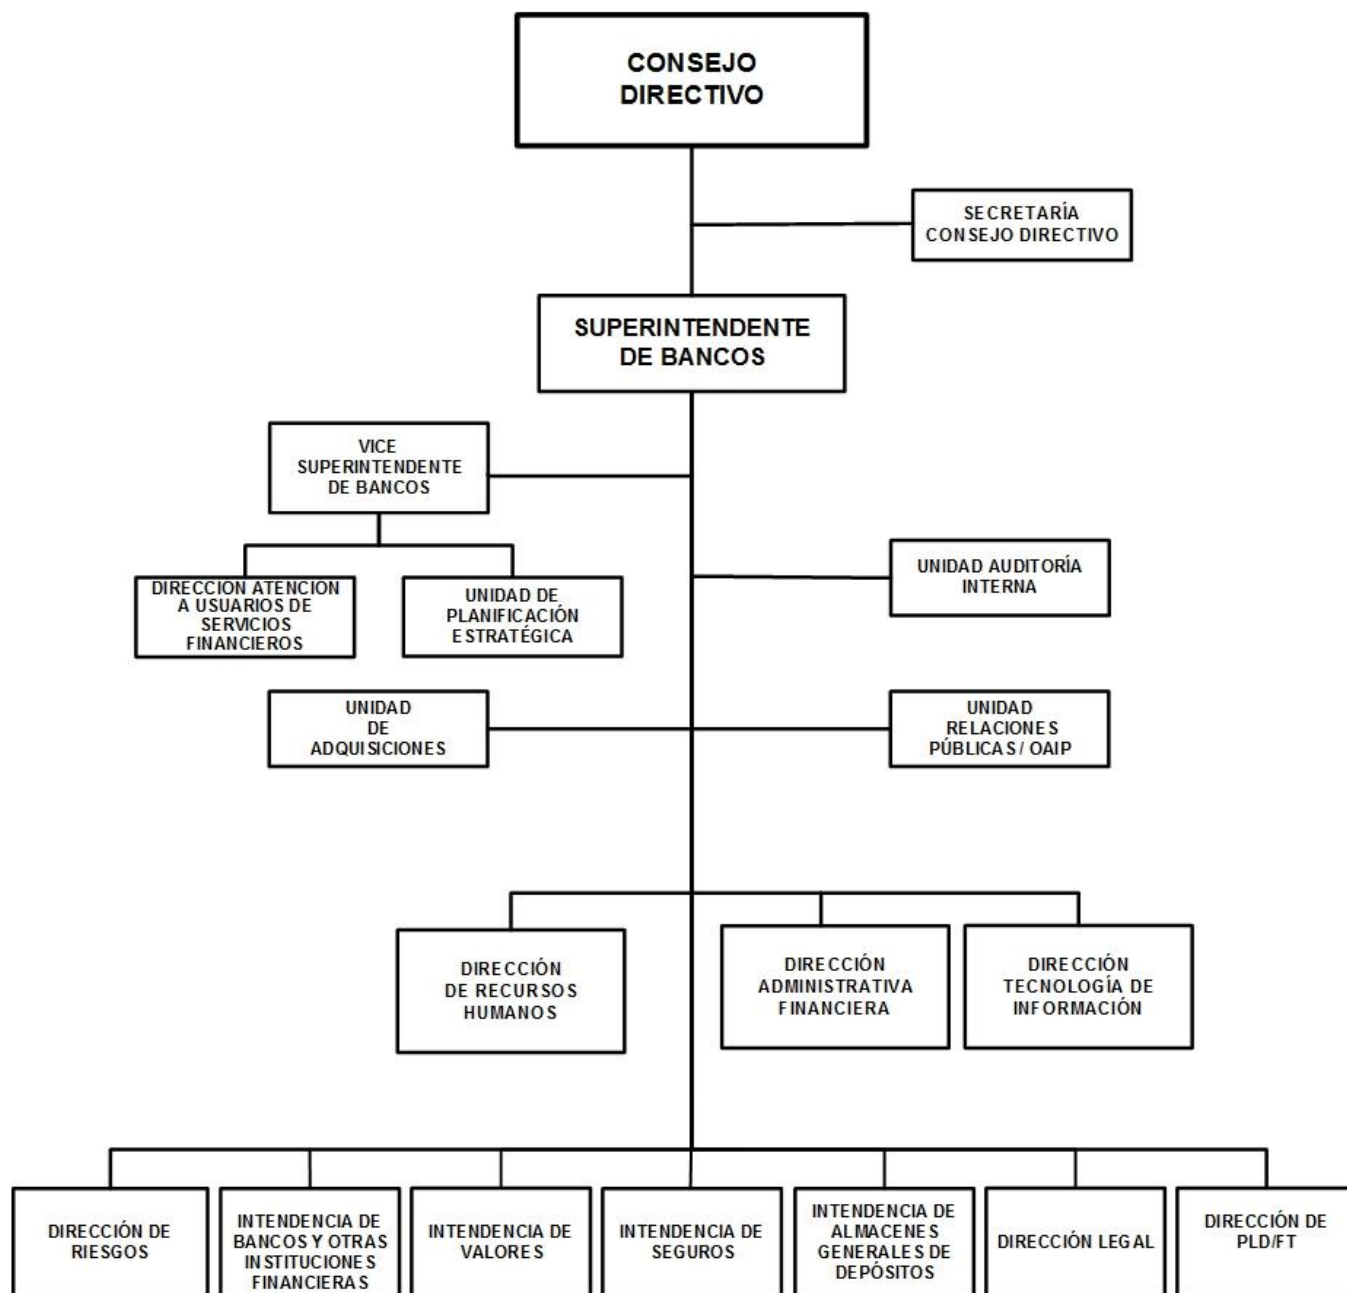 CONSEJO
DIRECTIVO
SECRETARÍA
CONSEJO DIRECTIVO
SUPERINTENDENTE
DE BANCOS
VICE
SUPERINTENDENTE
DE BANCOS
DIRECCIÓN ATENCIÓN
A USUARIOS DE
SERVICIOS
FINANCIEROS
UNIDAD DE
PLANIFICACIÓN
ESTRATÉGICA
UNIDAD AUDITORÍA
INTERNA
UNIDAD
DE
ADQUISICIONES
UNIDAD
RELACIONES
PÚBLICAS/ OAIP
DIRECCIÓN
DE RECURSOS
HUMANOS
DIRECCIÓN
ADMINISTRATIVA
FINANCIERA
DIRECCIÓN
TECNOLOGÍA DE
INFORMACIÓN
DIRECCIÓN DE
RIESGOS
INTENDENCIA DE
BANCOS Y OTRAS
INSTITUCIONES
FINANCIERAS
INTENDENCIA DE
VALORES
INTENDENCIA DE
SEGUROS
INTENDENCIA DE
ALMACENES
GENERALES DE
DEPÓSITOS
DIRECCIÓN LEGAL
DIRECCIÓN DE
PLD/FT